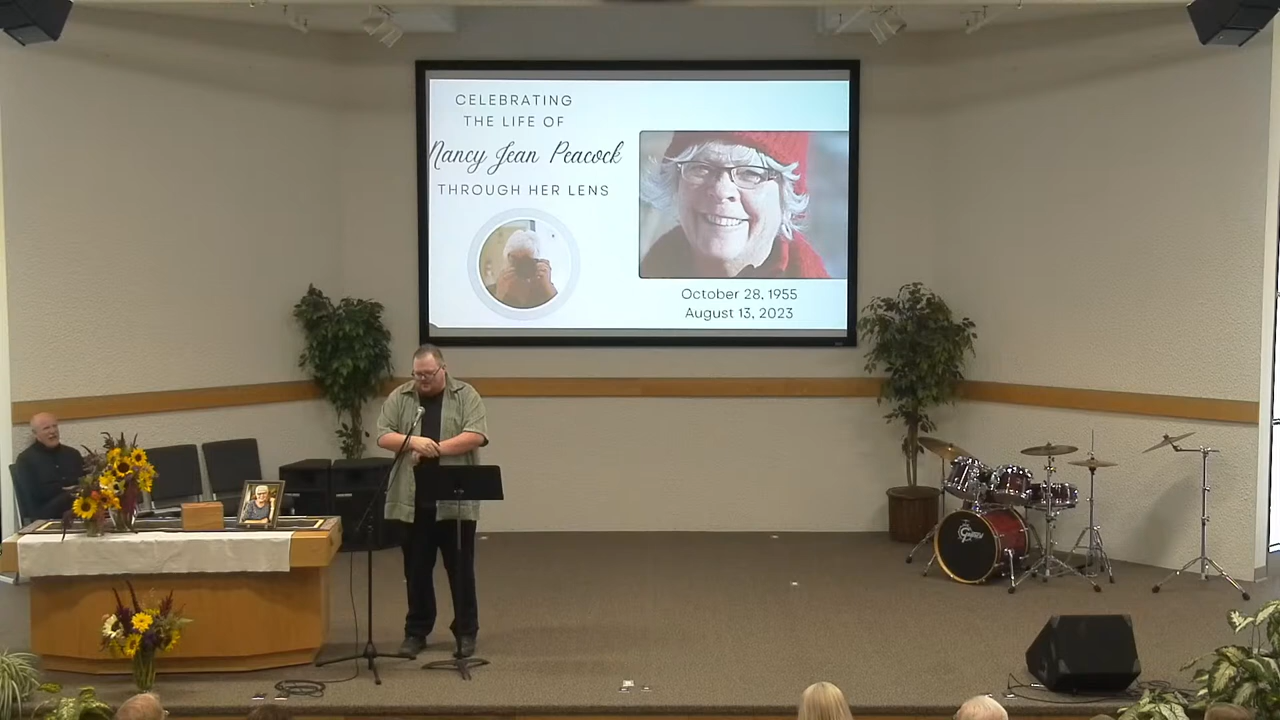 CELEBRATING
THE LIFE OF
Nancy Jean Peacock
THROUGH HER LENS
October 28, 1955
August 13, 2023